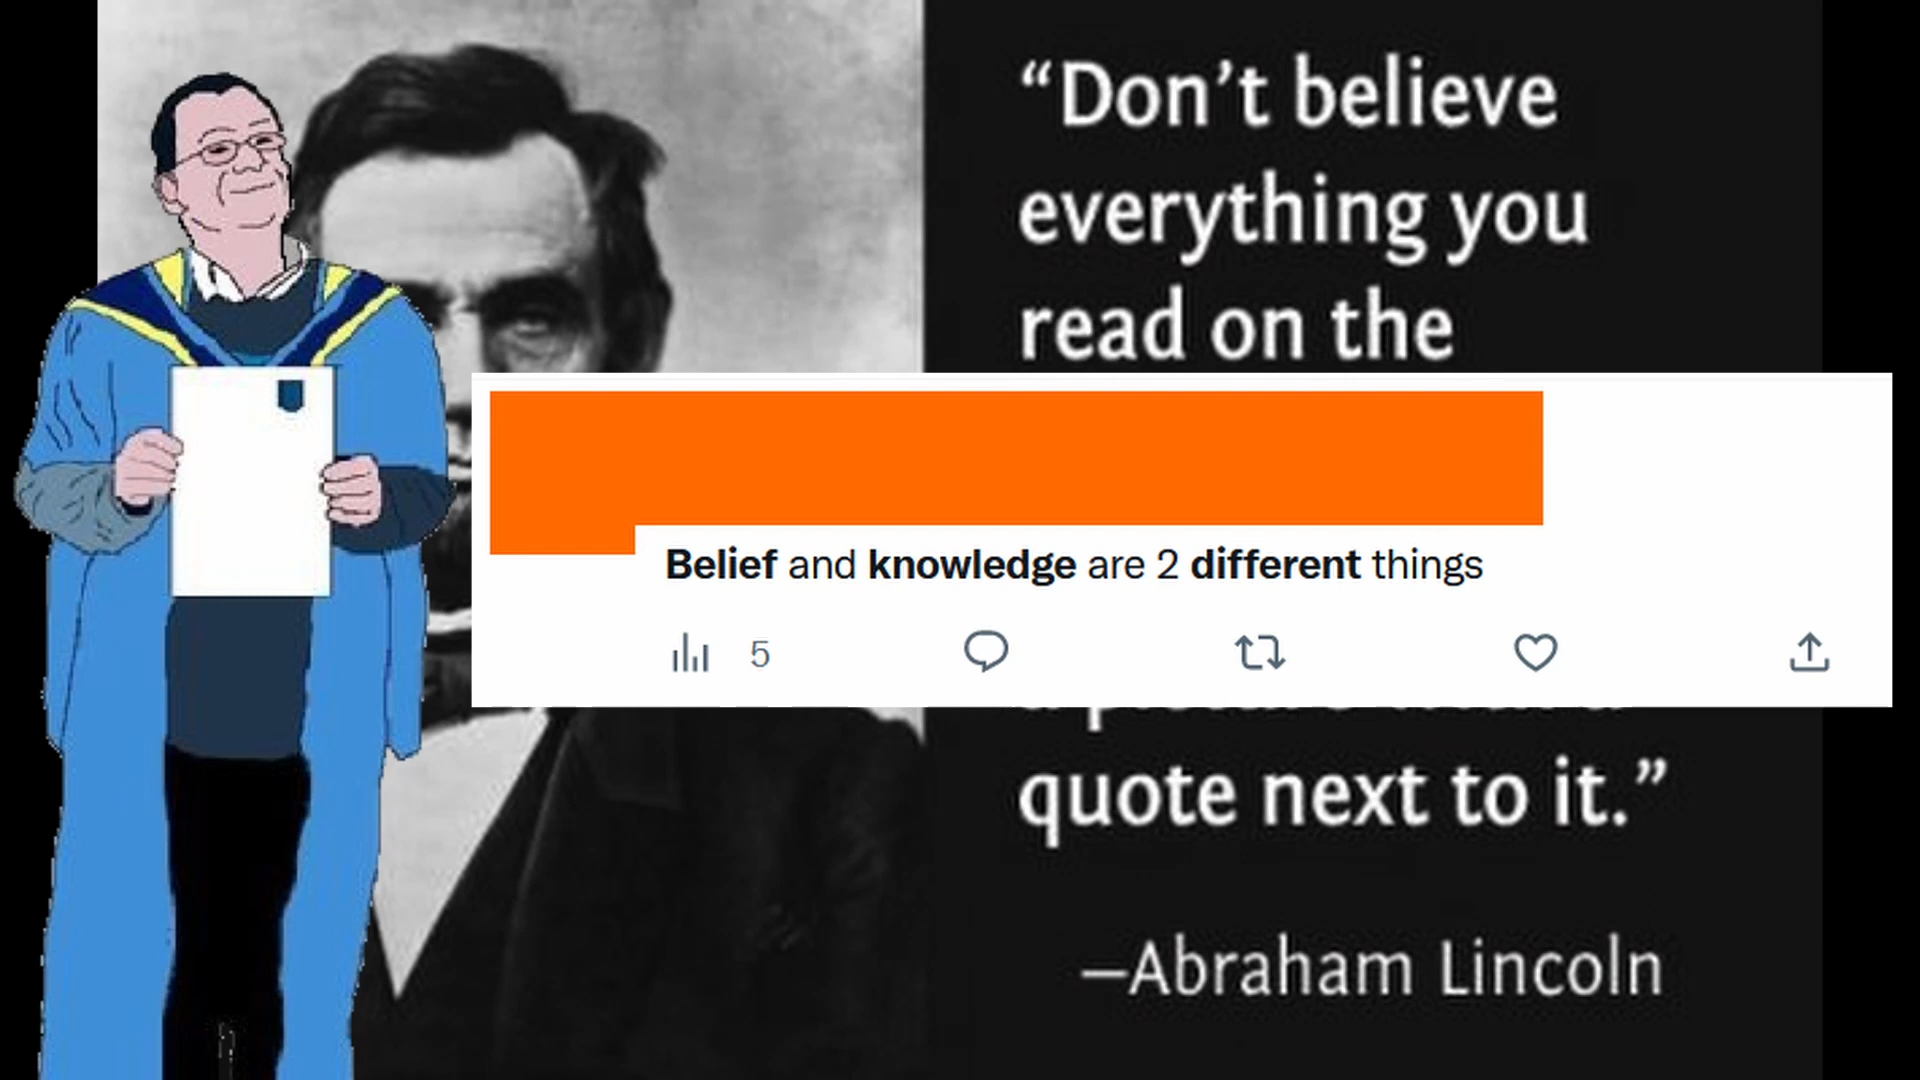 “Don’t believe
everything you
read on the
Belief and knowledge are 2 different things
5
quote next to it.”
—Abraham Lincoln